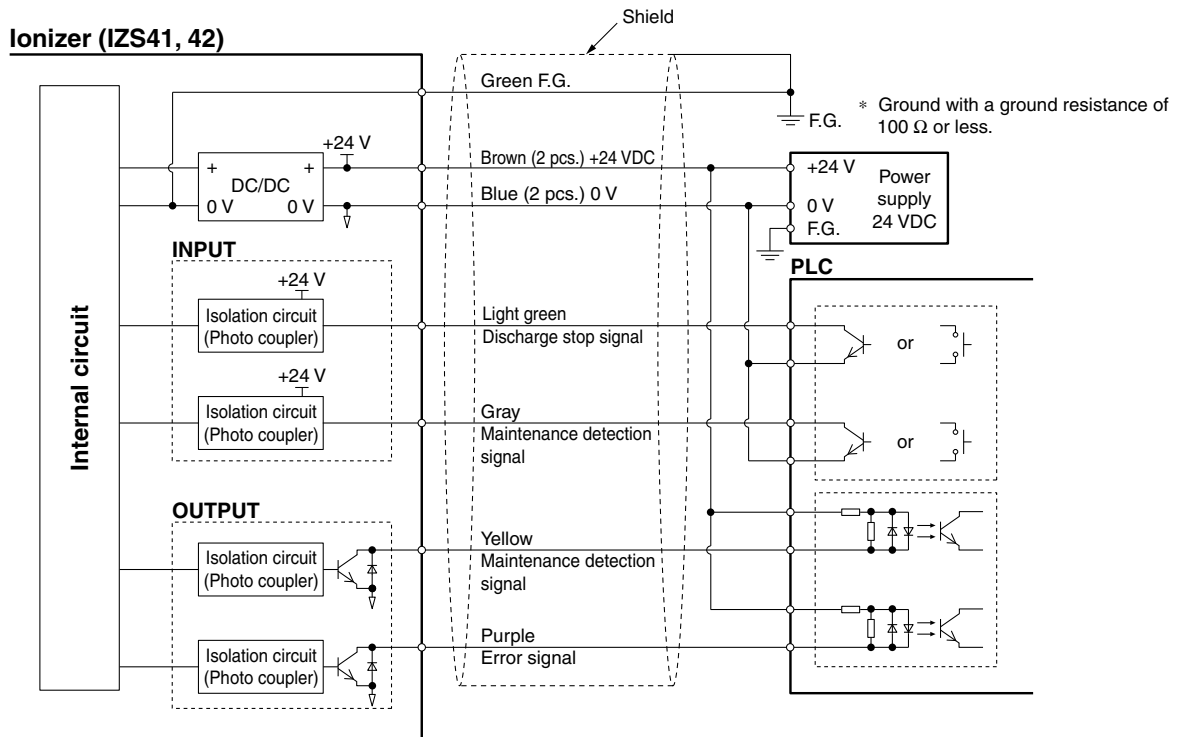 Shield
Ionizer (IZS41, 42)
Green F.G.
F.G.
* Ground with a ground resistance of
100 Ω or less.
+24 V
Brown (2 pcs.) +24 VDC
+ +
DC/DC
0 V 0 V
Blue (2 pcs.) 0 V
+24 V
0 V
F.G.
Power
supply
24 VDC
INPUT
PLC
+24 V
Isolation circuit
(Photo coupler)
Light green
Discharge stop signal
or
+24 V
Isolation circuit
(Photo coupler)
Gray
Maintenance detection
signal
or
Internal circuit
OUTPUT
Isolation circuit
(Photo coupler)
Yellow
Maintenance detection
signal
Isolation circuit
(Photo coupler)
Purple
Error signal